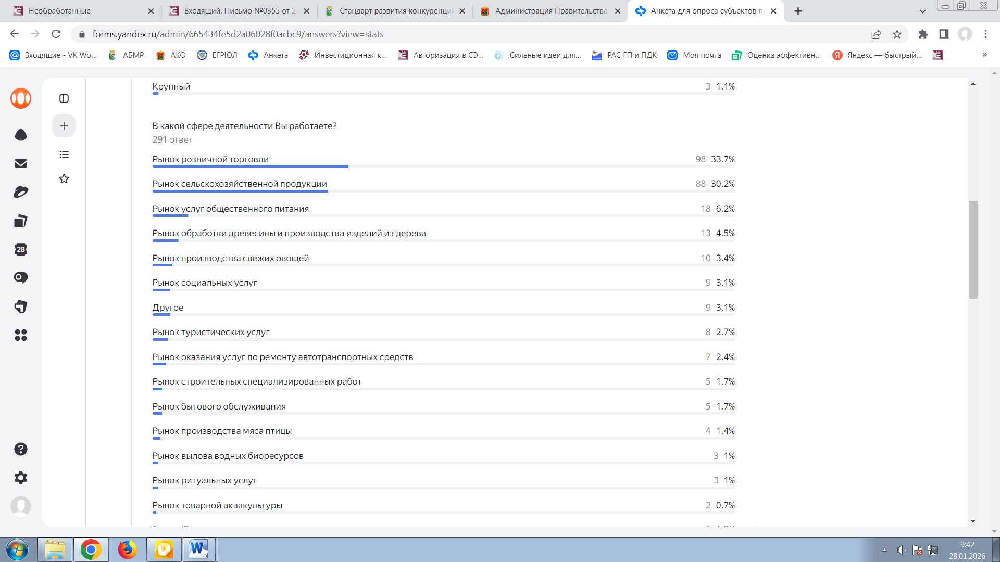 Необработанные
Входящий. Письмо №0355 от 2
Стандарт развития конкуренци
Администрация Правительства
Анкета для опроса субъектов п
forms.yandex.ru/admin/665434fe5d2a06028f0acbc9/answers?view=stats
Входящие - VK Wo...
АБМР
АКО
ЕГРЮЛ
Анкета
Инвестиционная к...
Авторизация в СЭ...
Сильные идеи для...
РАС ГП и ПДК
Моя почта
Оценка эффективн...
Яндекс — быстрый...
»
Крупный 3 1.1%
В какой сфере деятельности Вы работаете?
291 ответ
Рынок розничной торговли 98 33.7%
Рынок сельскохозяйственной продукции 88 30.2%
Рынок услуг общественного питания 18 6.2%
Рынок обработки древесины и производства изделий из дерева 13 4.5%
Рынок производства свежих овощей 10 3.4%
Рынок социальных услуг 9 3.1%
Другое 9 3.1%
Рынок туристических услуг 8 2.7%
Рынок оказания услуг по ремонту автотранспортных средств 7 2.4%
Рынок строительных специализированных работ 5 1.7%
Рынок бытового обслуживания 5 1.7%
Рынок производства мяса птицы 4 1.4%
Рынок вылова водных биоресурсов 3 1%
Рынок ритуальных услуг 3 1%
Рынок товарной аквакультуры 2 0.7%
28
9:42
28.01.2026